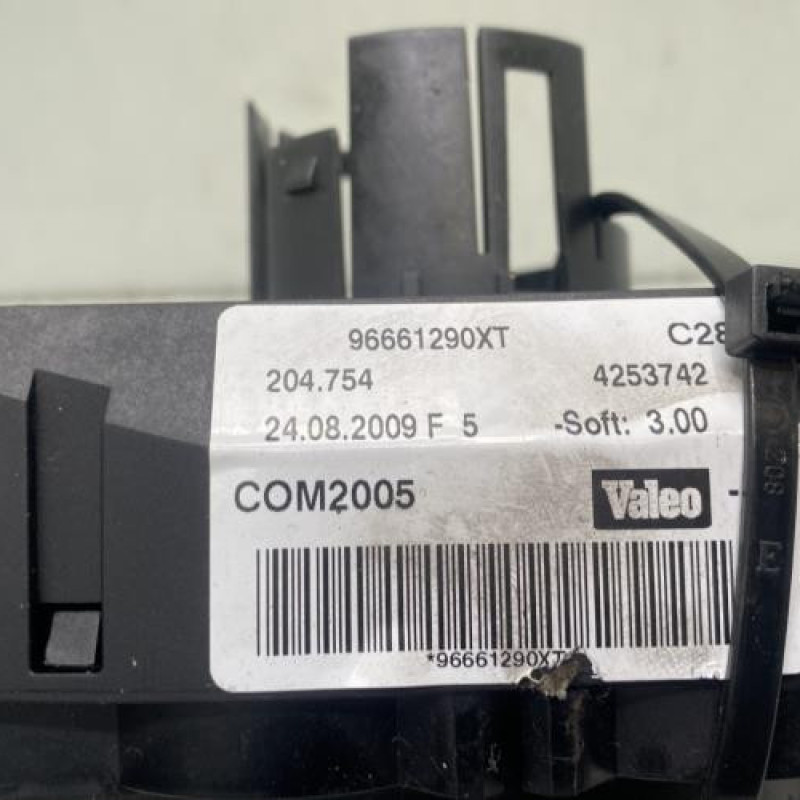 96661290XT C28
204.754 4253742
24.08.2009 F 5 -Soft: 3.00
COM2005 Valeo
*96661290XT